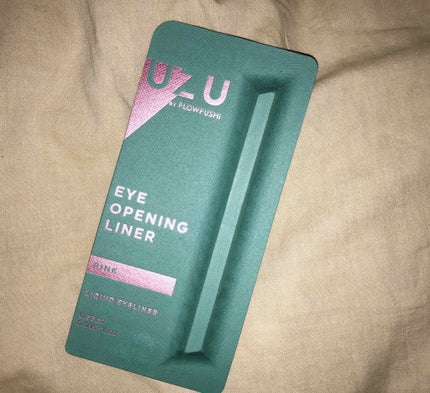 UZU
BY FLOWFUSHI
EYE
OPENING
LINER
PINK
LIQUID EYELINER